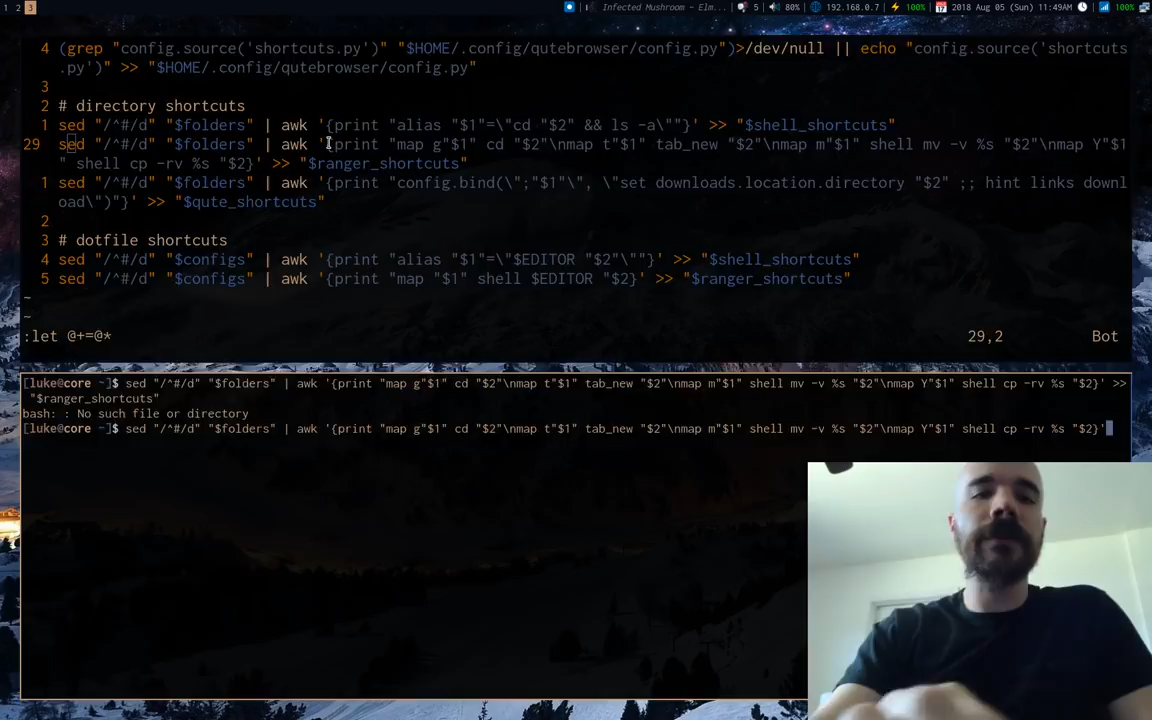 1 2 3 Infected Mushroom - Elm... 5 80% 192.168.0.7 100% 2018 Aug 05 (Sun) 11:49AM 100%
4 (grep "config.source('shortcuts.py')" "$HOME/.config/qutebrowser/config.py")>/dev/null || echo "config.source('shortcuts
.py')" >> "$HOME/.config/qutebrowser/config.py"
3
2 # directory shortcuts
1 sed "/^#/d" "$folders" | awk '{print "alias "$1"=\"cd "$2" && ls -a\""}' >> "$shell_shortcuts"
29 sed "/^#/d" "$folders" | awk '{print "map g"$1" cd "$2"\nmap t"$1" tab_new "$2"\nmap m"$1" shell mv -v %s "$2"\nmap Y"$1
" shell cp -rv %s "$2}' >> "$ranger_shortcuts"
1 sed "/^#/d" "$folders" | awk '{print "config.bind(\";"$1"\", \"set downloads.location.directory "$2" ;; hint links downl
oad\")"}' >> "$qute_shortcuts"
2
3 # dotfile shortcuts
4 sed "/^#/d" "$configs" | awk '{print "alias "$1"=\"$EDITOR "$2"\""}' >> "$shell_shortcuts"
5 sed "/^#/d" "$configs" | awk '{print "map "$1" shell $EDITOR "$2}' >> "$ranger_shortcuts"
~
~
:let @+=@* 29,2 Bot
[luke@core ~]$ sed "/^#/d" "$folders" | awk '{print "map g"$1" cd "$2"\nmap t"$1" tab_new "$2"\nmap m"$1" shell mv -v %s "$2"\nmap Y"$1" shell cp -rv %s "$2}' >>
"$ranger_shortcuts"
bash: : No such file or directory
[luke@core ~]$ sed "/^#/d" "$folders" | awk '{print "map g"$1" cd "$2"\nmap t"$1" tab_new "$2"\nmap m"$1" shell mv -v %s "$2"\nmap Y"$1" shell cp -rv %s "$2}'